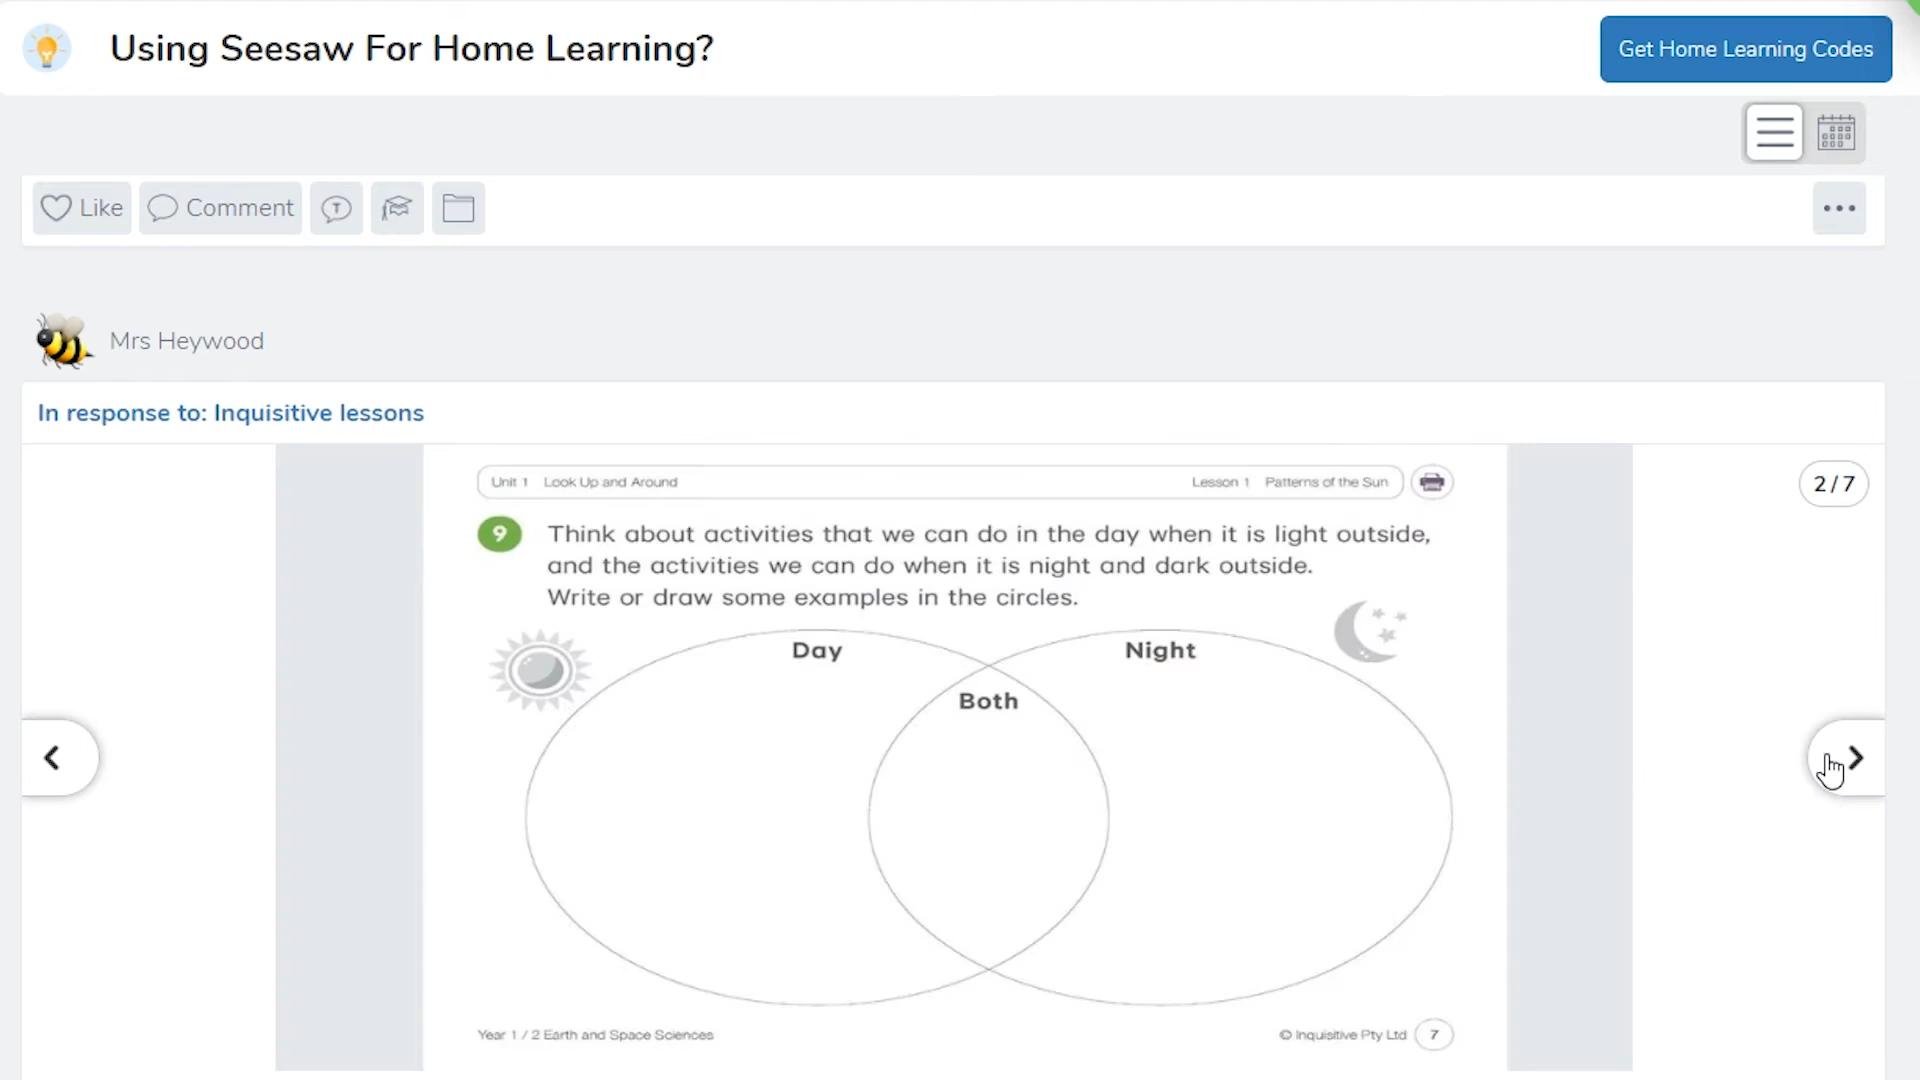 Using Seesaw For Home Learning?
Get Home Learning Codes
Like
Comment
T
Mrs Heywood
In response to: Inquisitive lessons
2 / 7
Unit 1 Look Up and Around
Lesson 1 Patterns of the Sun
9 Think about activities that we can do in the day when it is light outside,
and the activities we can do when it is night and dark outside.
Write or draw some examples in the circles.
Day
Night
Both
Year 1 / 2 Earth and Space Sciences
© Inquisitive Pty Ltd 7